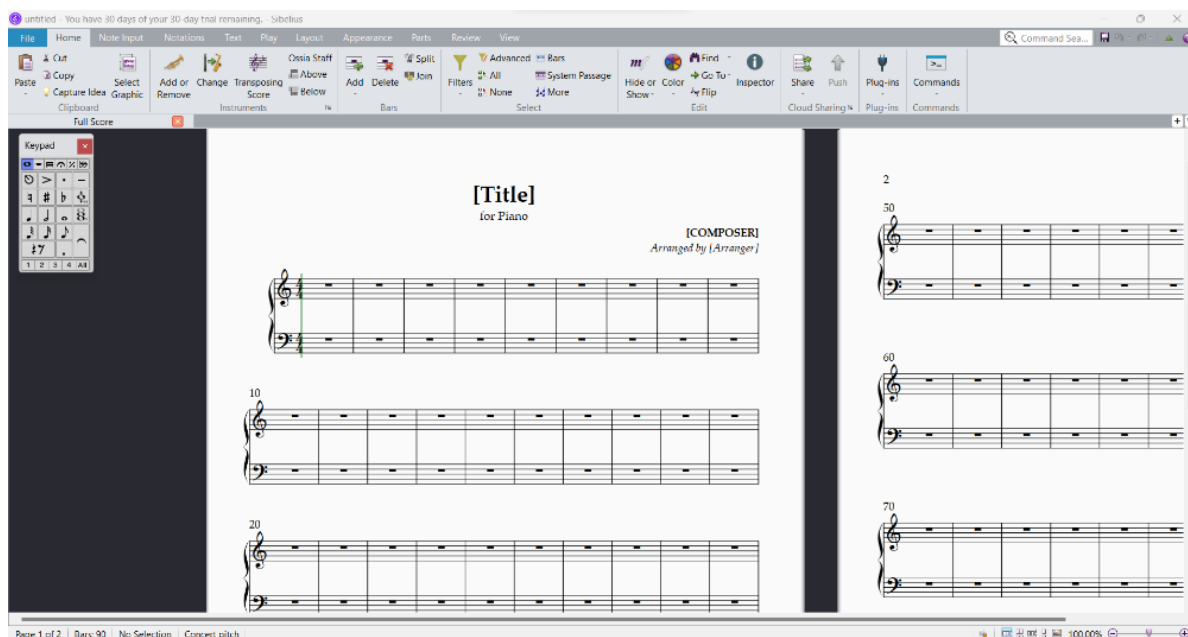 untitled - You have 30 days of your 30-day trial remaining. - Sibelius
File Home Note Input Notations Text Play Layout Appearance Parts Review View Command Sea...
Paste
Cut
Copy
Capture Idea
Select Graphic
Clipboard
Add or Remove
Change
Transposing Score
Ossia Staff
Above
Below
Instruments
Add
Delete
Split
Join
Bars
Filters
Advanced
All
None
Bars
System Passage
More
Select
Hide or Show
Color
Find
Go To
Flip
Inspector
Edit
Share
Push
Cloud Sharing
Plug-ins
Plug-ins
Commands
Commands
Full Score
Keypad
1 2 3 4 All
[Title]
for Piano
[COMPOSER]
Arranged by [Arranger]
10
20
2
50
60
70
Page 1 of 2 Bars: 90 No Selection Concert pitch 100.00%